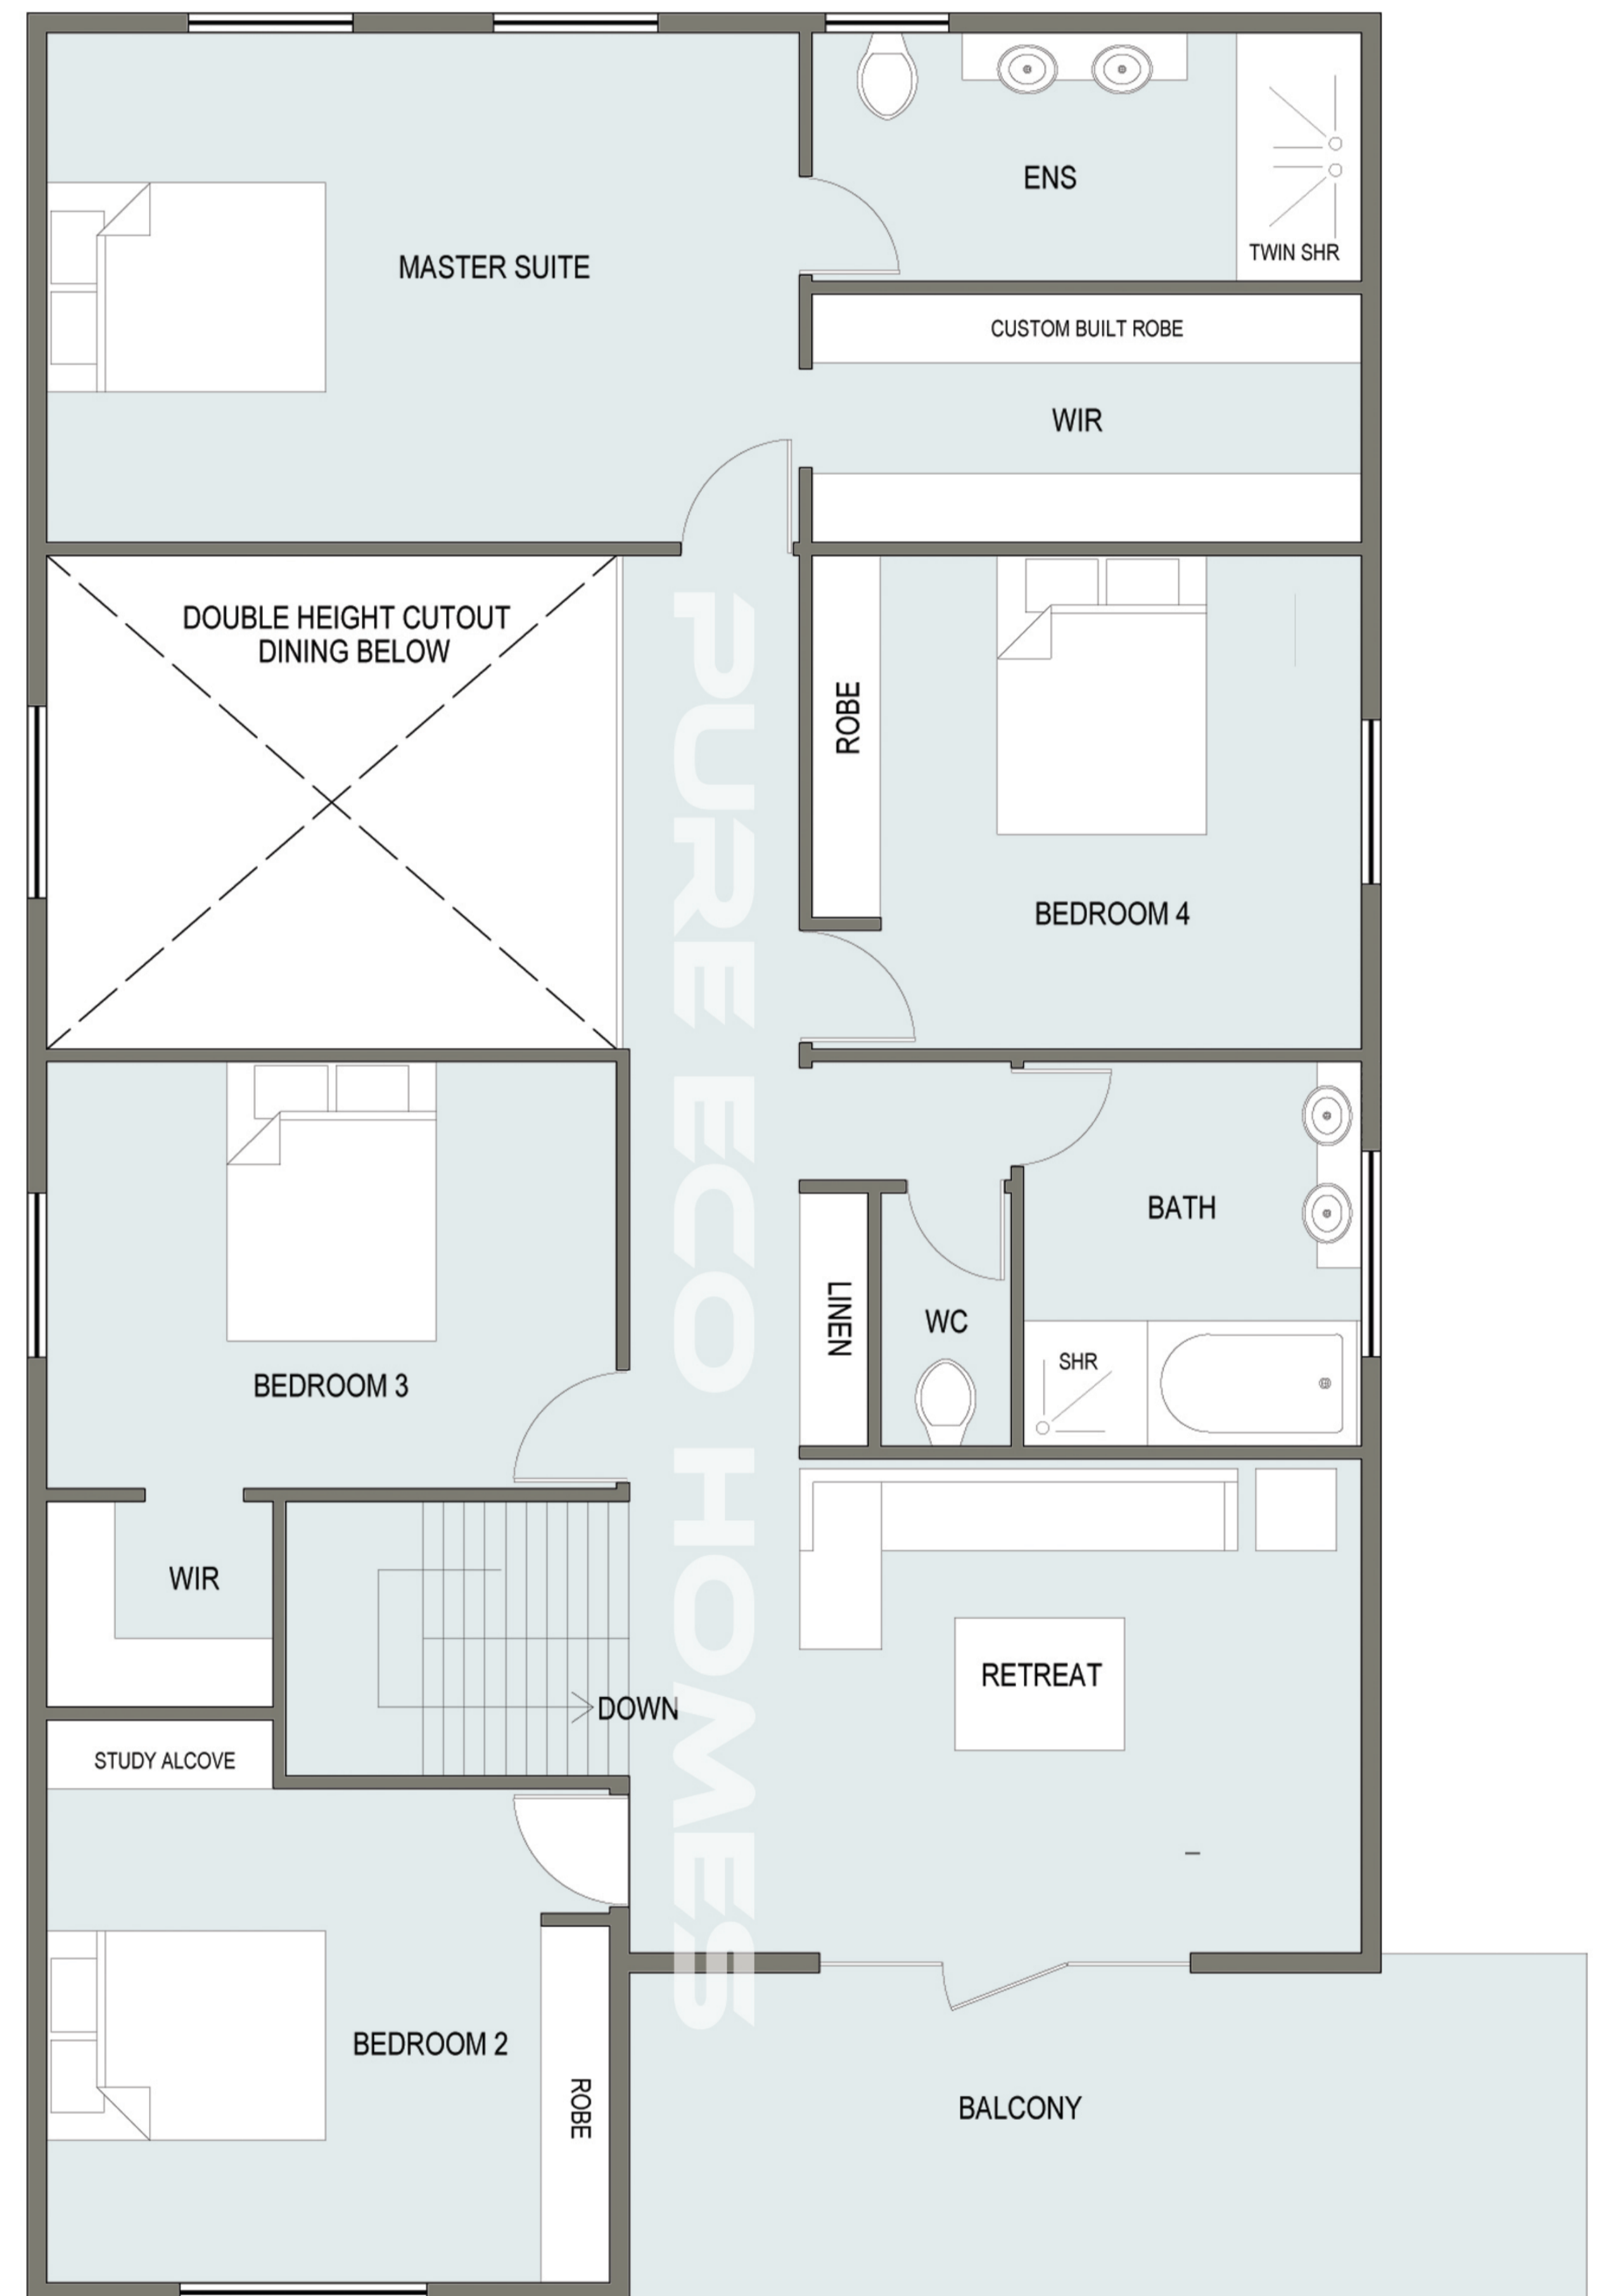 ENS
TWIN SHR
MASTER SUITE
CUSTOM BUILT ROBE
WIR
DOUBLE HEIGHT CUTOUT
DINING BELOW
ROBE
BEDROOM 4
PURE ECO HOMES
BATH
LINEN
WC
SHR
BEDROOM 3
WIR
RETREAT
DOWN
STUDY ALCOVE
BEDROOM 2
ROBE
BALCONY